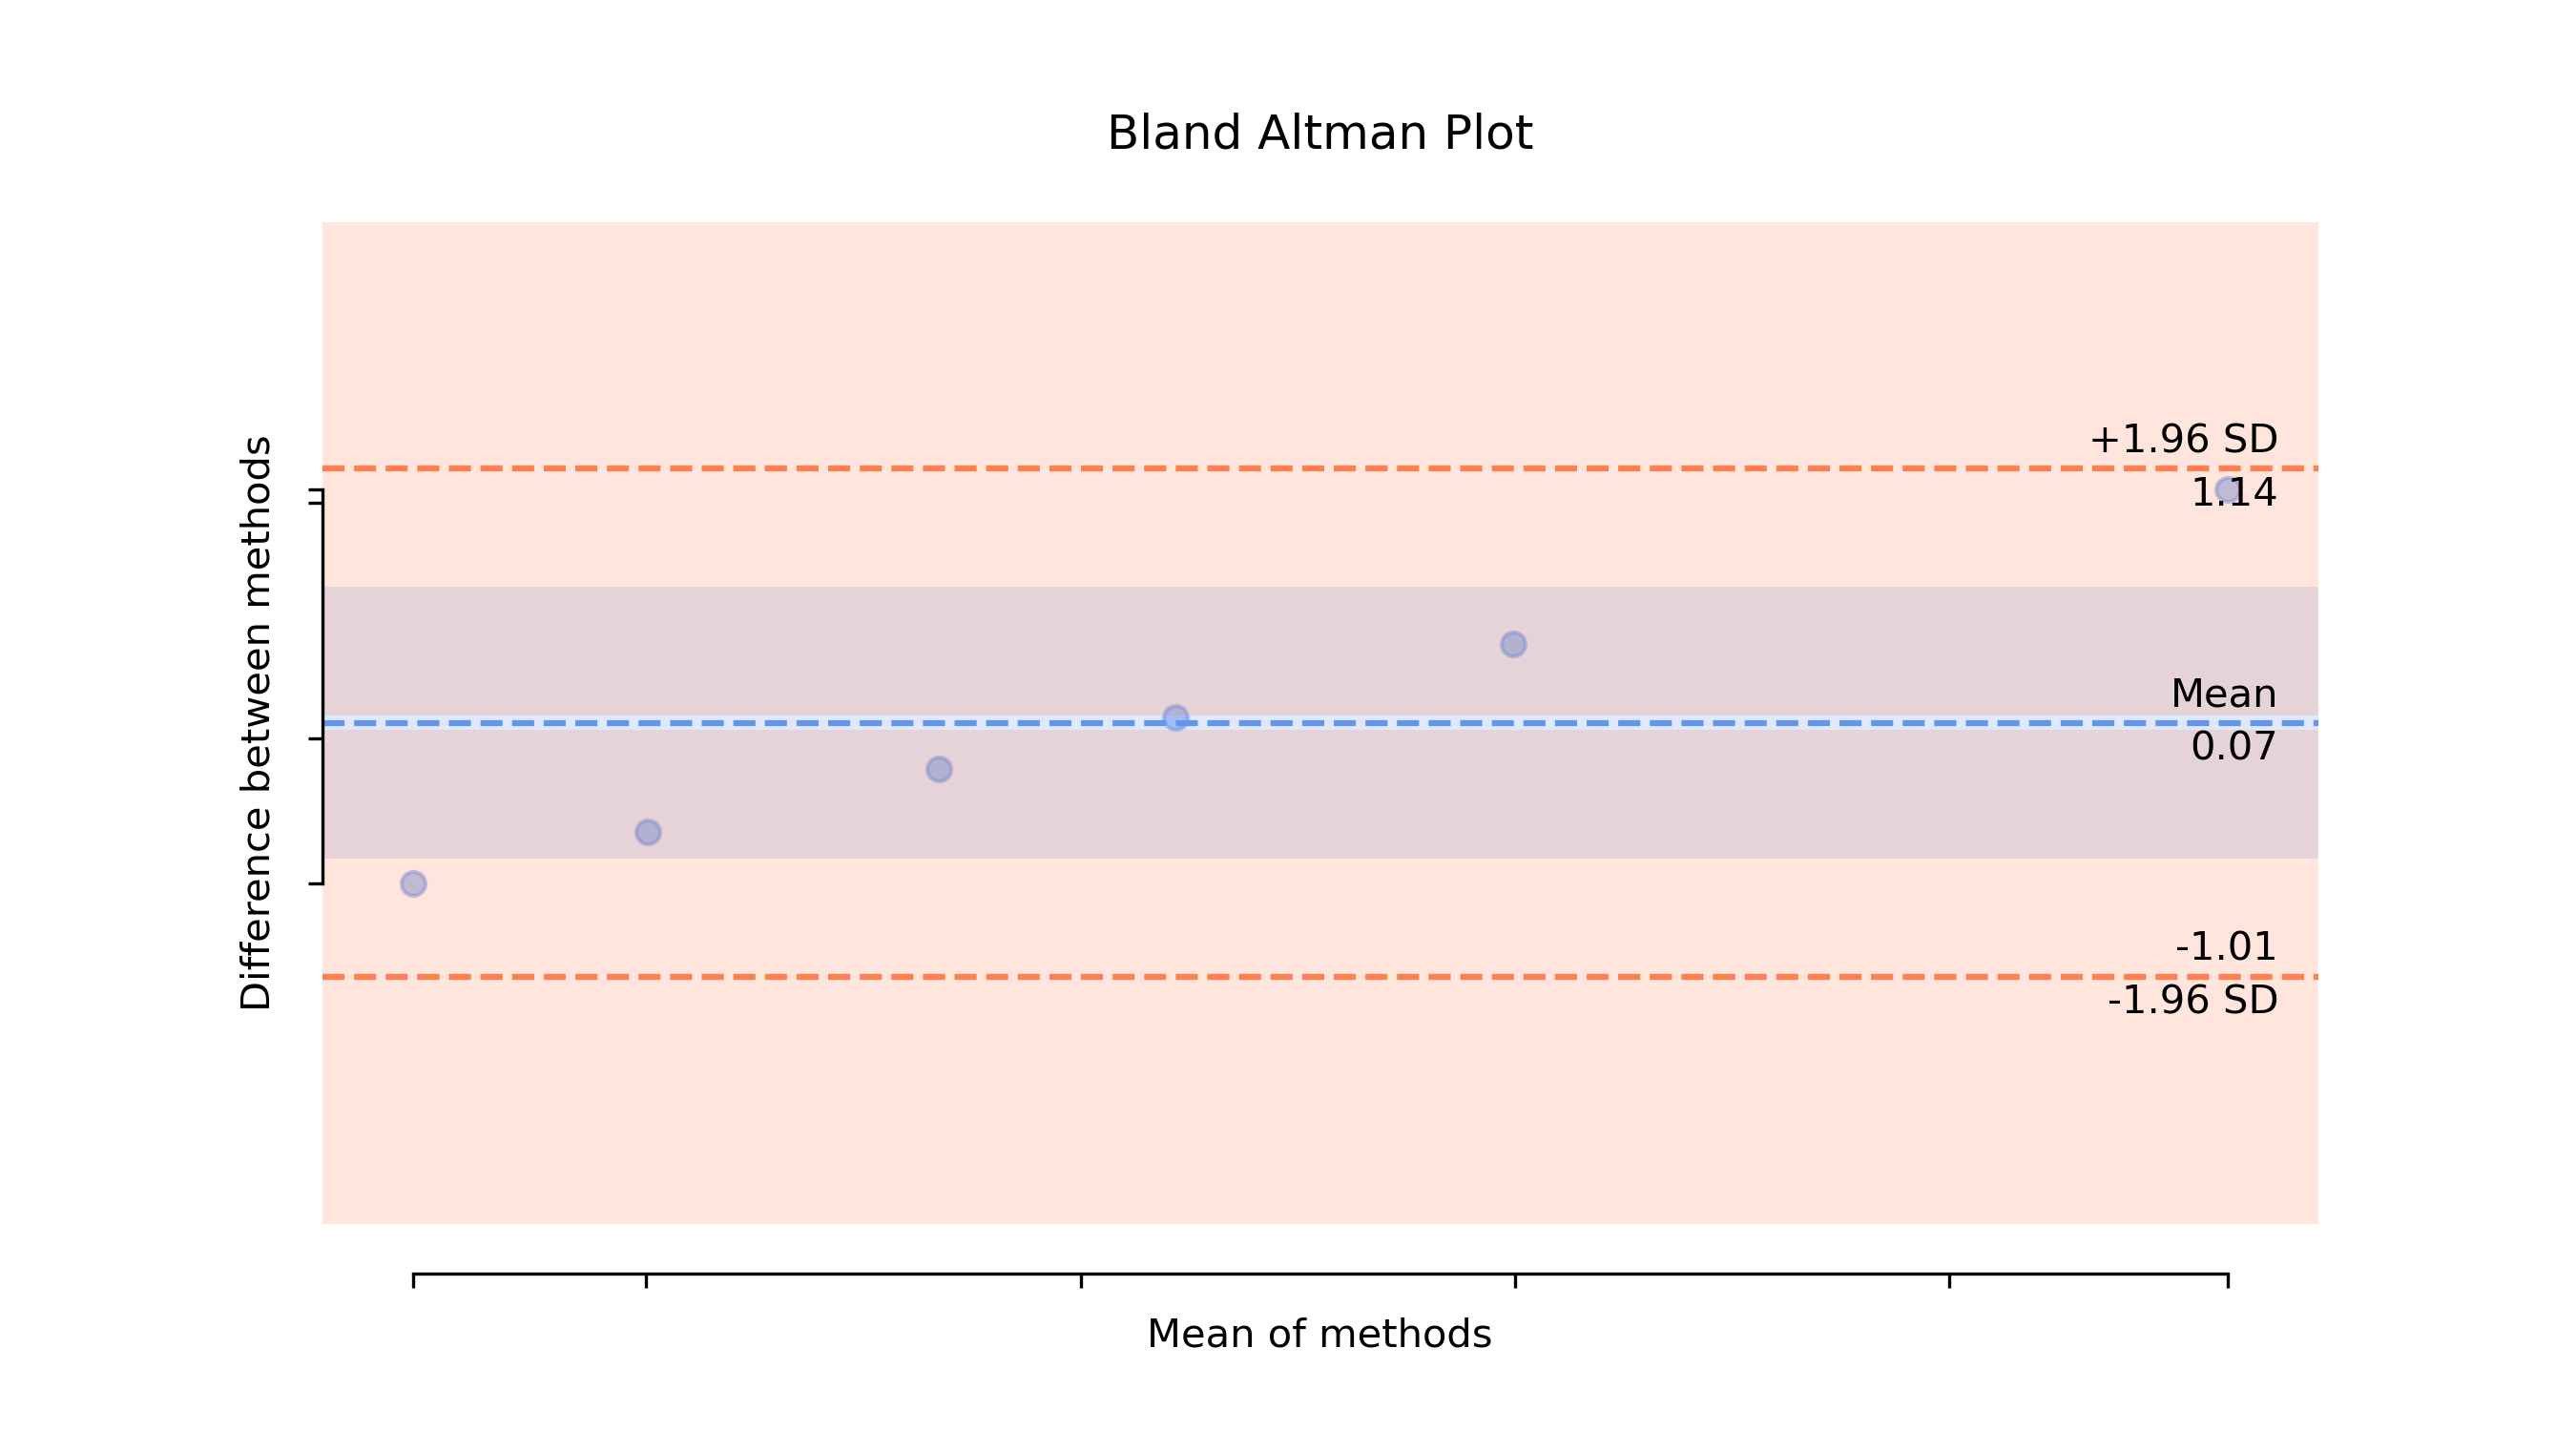 Bland Altman Plot
Difference between methods
+1.96 SD
1.14
Mean
0.07
-1.01
-1.96 SD
Mean of methods